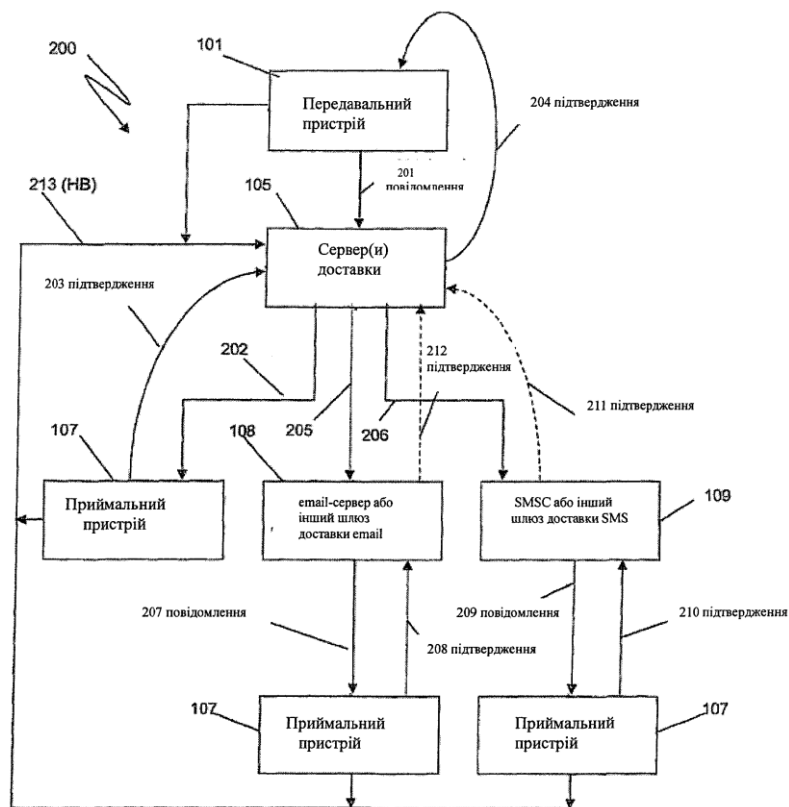 200
101
Передавальний
пристрій
204 підтвердження
201
повідомлення
213 (HB)
105
Сервер(и)
доставки
203 підтвердження
202
212
підтвердження
205
206
211 підтвердження
107
108
Приймальний
пристрій
email-сервер або
інший шлюз
доставки email
SMSC або інший
шлюз доставки SMS
109
207 повідомлення
209 повідомлення
210 підтвердження
208 підтвердження
107
Приймальний
пристрій
Приймальний
пристрій
107